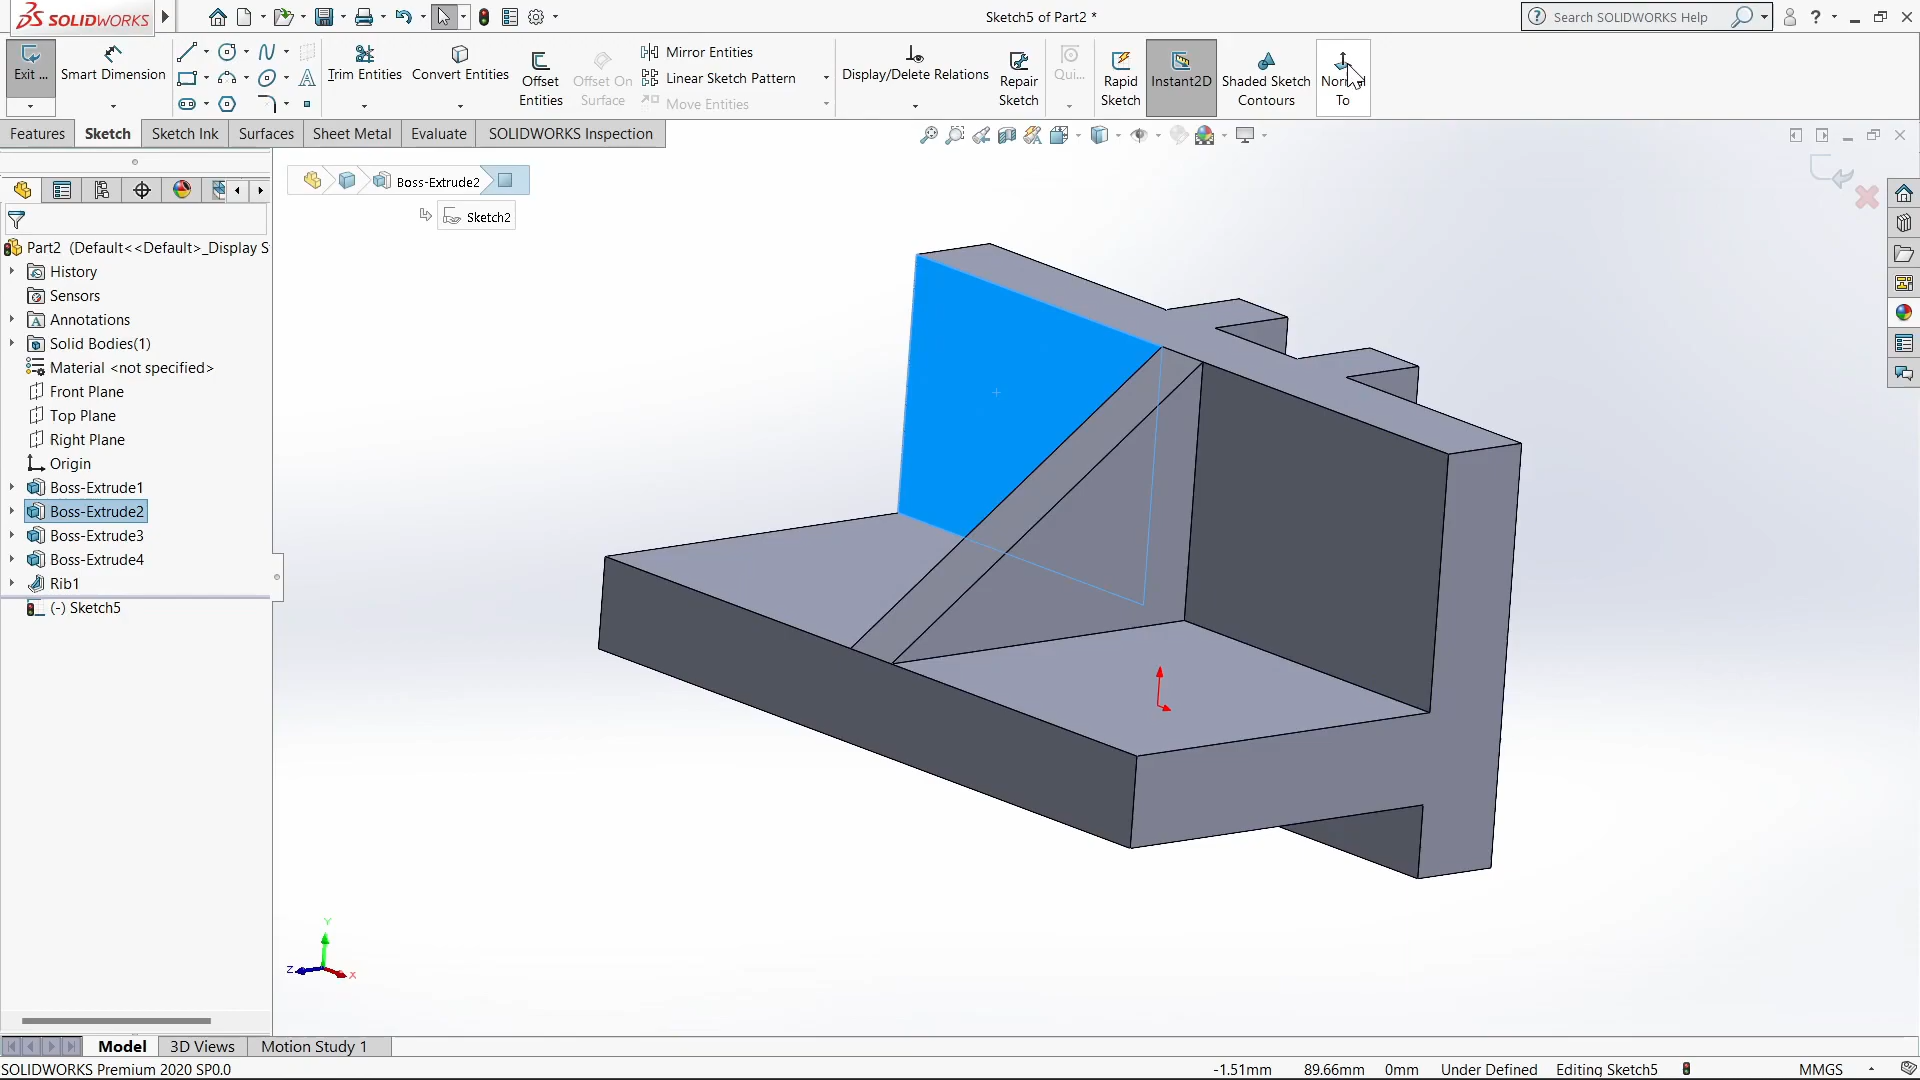 SOLIDWORKS
Sketch5 of Part2 *
Search SOLIDWORKS Help
Exit ...
Smart Dimension
Trim Entities
Convert Entities
Offset
Entities
Offset On
Surface
Mirror Entities
Linear Sketch Pattern
Move Entities
Display/Delete Relations
Repair
Sketch
Qui...
Rapid
Sketch
Instant2D
Shaded Sketch
Contours
Normal
To
Features
Sketch
Sketch Ink
Surfaces
Sheet Metal
Evaluate
SOLIDWORKS Inspection
Boss-Extrude2
Sketch2
Part2 (Default<<Default>_Display S
History
Sensors
Annotations
Solid Bodies(1)
Material <not specified>
Front Plane
Top Plane
Right Plane
Origin
Boss-Extrude1
Boss-Extrude2
Boss-Extrude3
Boss-Extrude4
Rib1
(-) Sketch5
Y
Z
X
Model
3D Views
Motion Study 1
SOLIDWORKS Premium 2020 SP0.0
-1.51mm
89.66mm
0mm
Under Defined
Editing Sketch5
MMGS